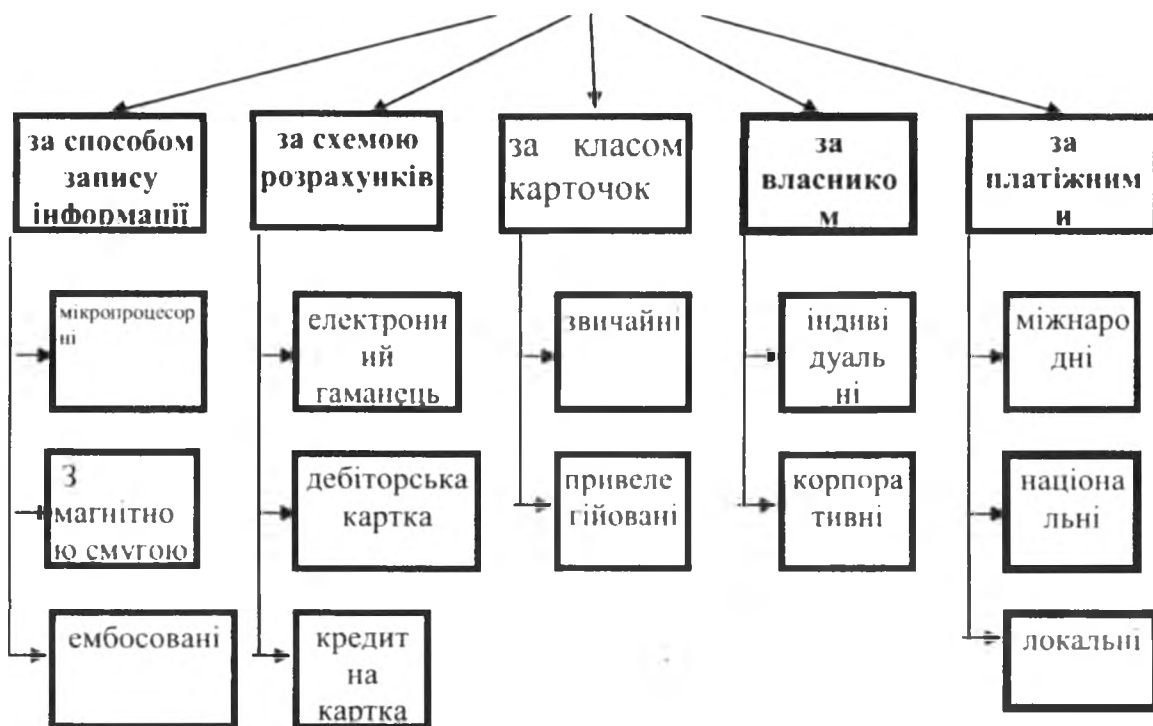 за способом
запису
інформації
за схемою
розрахунків
за класом
карточок
за
власнико
м
за
платіжним
и
мікропроцесор
ні
електронн
ий
гаманець
звичайні
індиві
дуаль
ні
міжнаро
дні
З
магнітно
ю смугою
дебіторська
картка
привеле
гійовані
корпора
тивні
націона
льні
ембосовані
кредит
на
картка
локальні